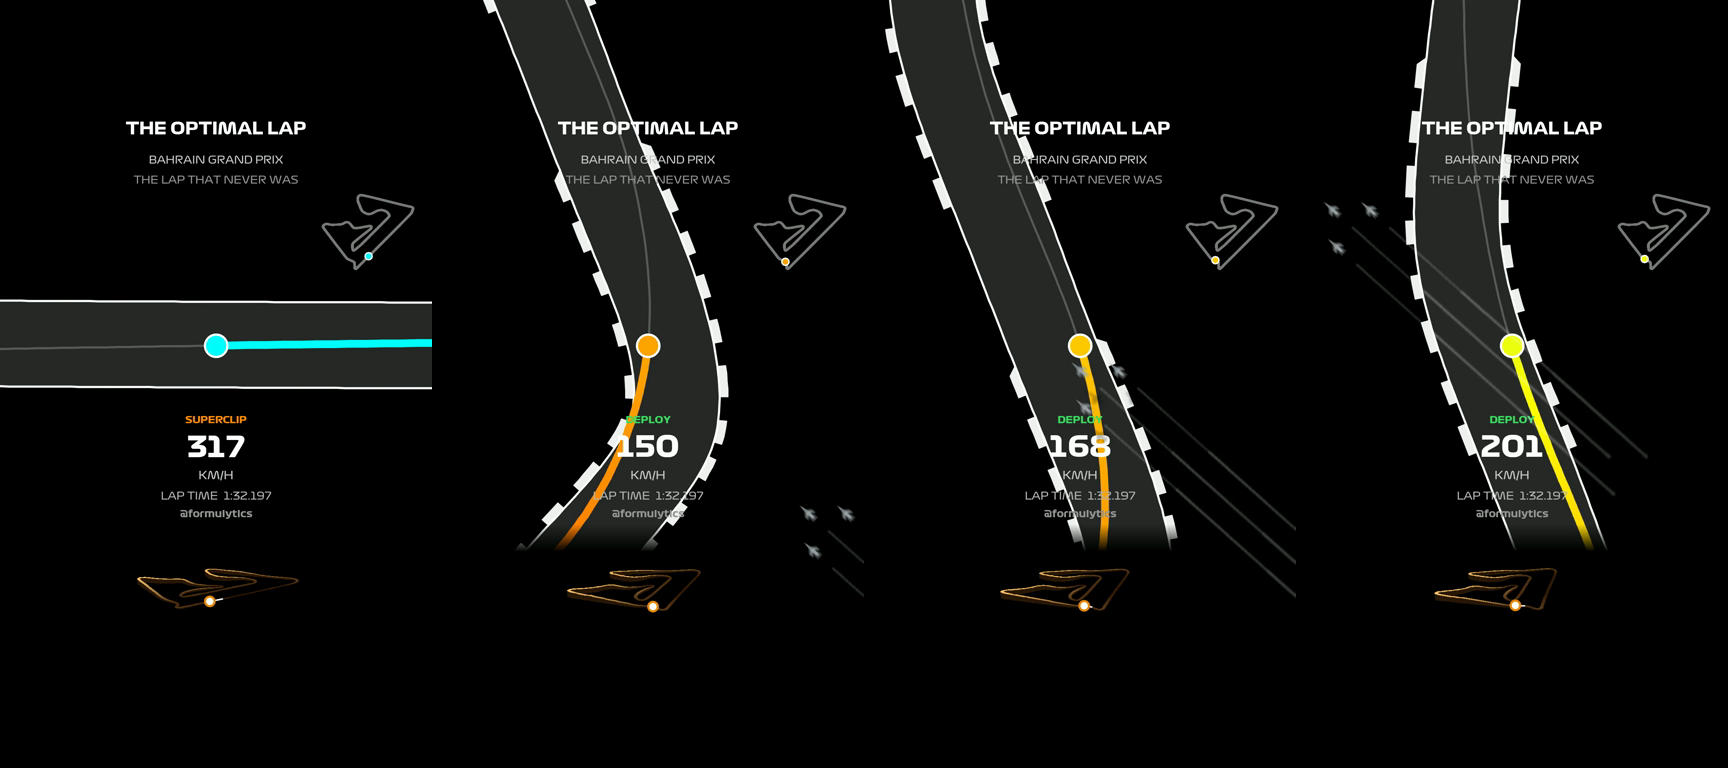 THE OPTIMAL LAP
BAHRAIN GRAND PRIX
THE LAP THAT NEVER WAS
SUPERCLIP
317
KM/H
LAP TIME 1:32.197
@formulytics
THE OPTIMAL LAP
BAHRAIN GRAND PRIX
THE LAP THAT NEVER WAS
DEPLOY
150
KM/H
LAP TIME 1:32.197
@formulytics
THE OPTIMAL LAP
BAHRAIN GRAND PRIX
THE LAP THAT NEVER WAS
DEPLOY
168
KM/H
LAP TIME 1:32.197
@formulytics
THE OPTIMAL LAP
BAHRAIN GRAND PRIX
THE LAP THAT NEVER WAS
DEPLOY
201
KM/H
LAP TIME 1:32.197
@formulytics